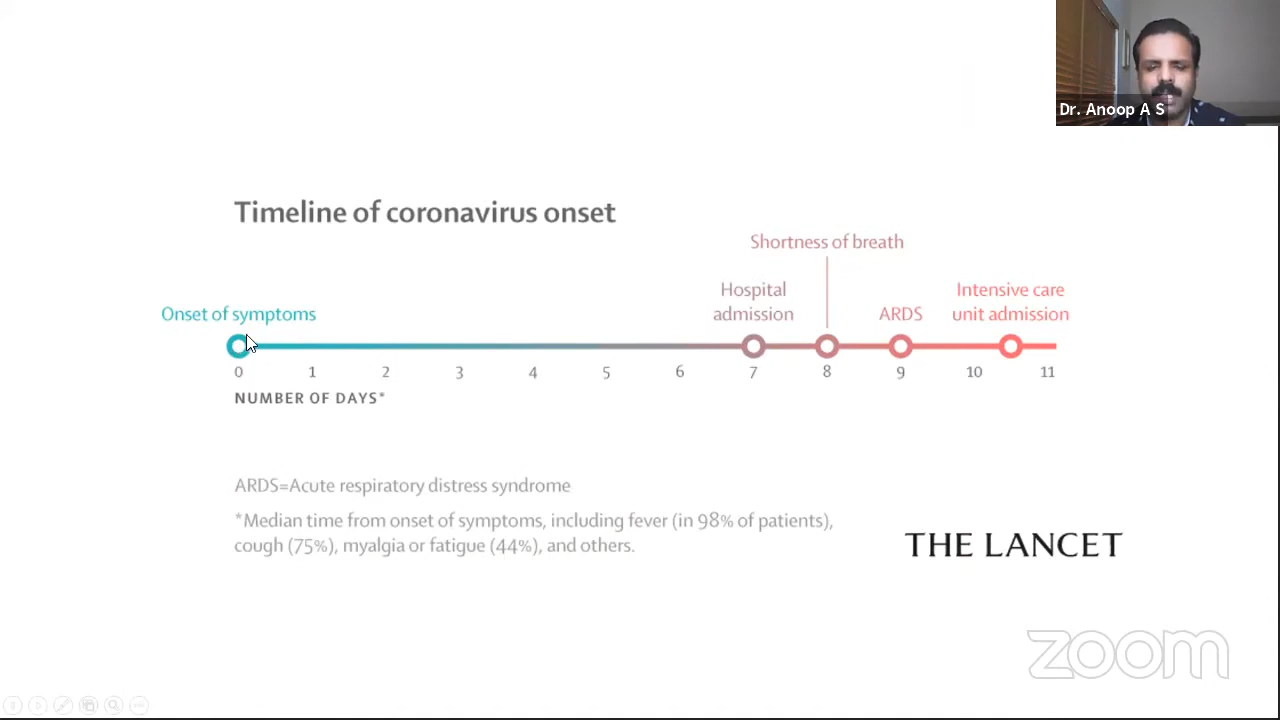 Dr. Anoop A S
Timeline of coronavirus onset
Shortness of breath
Hospital
admission
Intensive care
unit admission
Onset of symptoms
ARDS
0 1 2 3 4 5 6 7 8 9 10 11
NUMBER OF DAYS*
ARDS=Acute respiratory distress syndrome
*Median time from onset of symptoms, including fever (in 98% of patients),
cough (75%), myalgia or fatigue (44%), and others.
THE LANCET
zoom